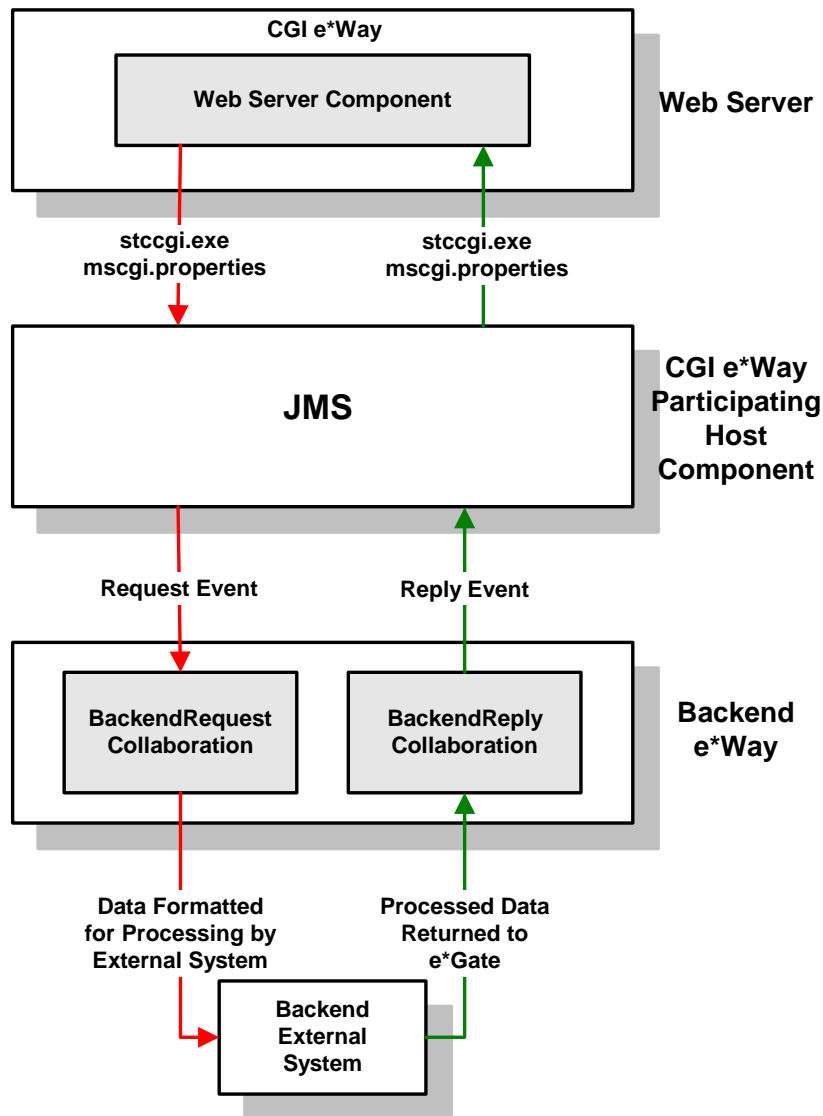 CGI e*Way
Web Server Component
Web Server
stccgi.exe
mscgi.properties
stccgi.exe
mscgi.properties
JMS
CGI e*Way
Participating
Host
Component
Request Event
Reply Event
BackendRequest
Collaboration
BackendReply
Collaboration
Backend
e*Way
Data Formatted
for Processing by
External System
Processed Data
Returned to
e*Gate
Backend
External
System